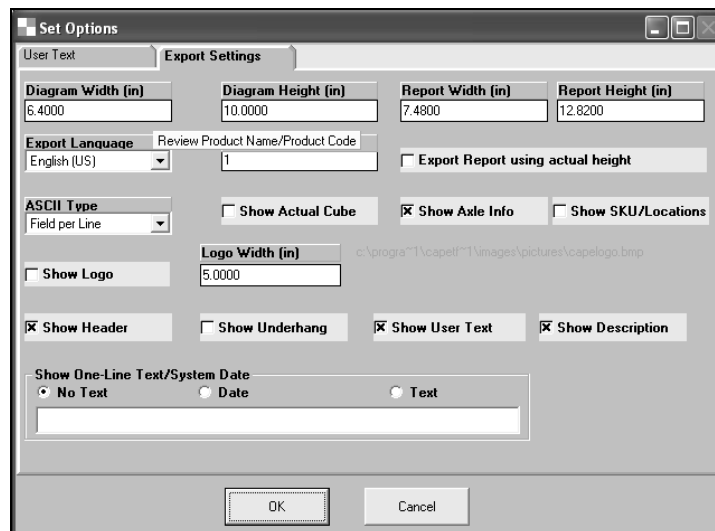 Set Options
User Text
Export Settings
Diagram Width (in)
Diagram Height (in)
Report Width (in)
Report Height (in)
6.4000
10.0000
7.4800
12.8200
Export Language
Review Product Name/Product Code
English (US)
1
Export Report using actual height
ASCII Type
Field per Line
Show Actual Cube
Show Axle Info
Show SKU/Locations
Logo Width (in)
c:\progra~1\capetf~1\images\pictures\capelogo.bmp
Show Logo
5.0000
Show Header
Show Underhang
Show User Text
Show Description
Show One-Line Text/System Date
No Text
Date
Text
OK
Cancel